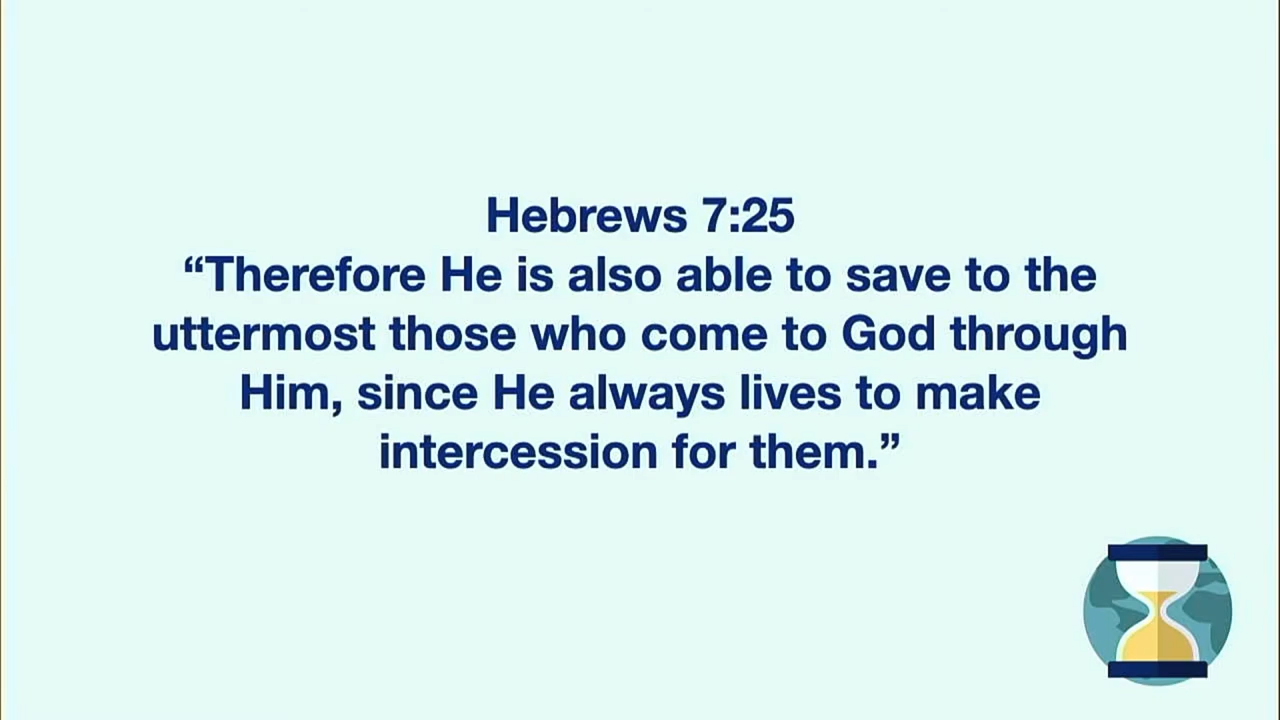 Hebrews 7:25
“Therefore He is also able to save to the
uttermost those who come to God through
Him, since He always lives to make
intercession for them.”